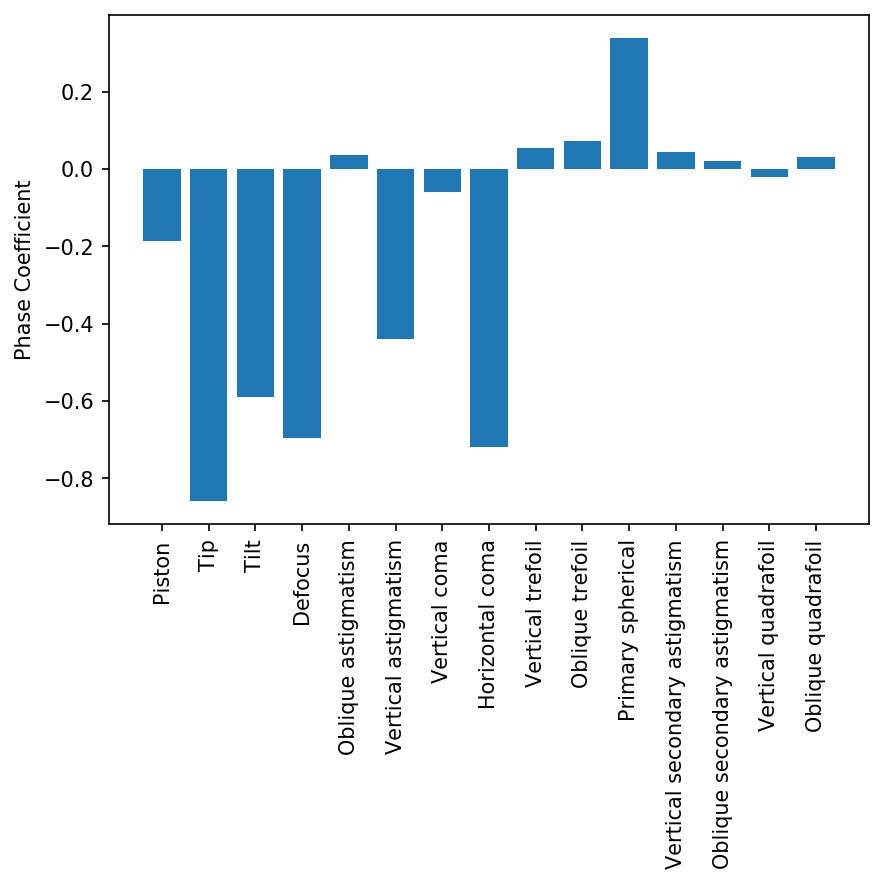 Phase Coefficient
0.2
0.0
−0.2
−0.4
−0.6
−0.8
Piston
Tip
Tilt
Defocus
Oblique astigmatism
Vertical astigmatism
Vertical coma
Horizontal coma
Vertical trefoil
Oblique trefoil
Primary spherical
Vertical secondary astigmatism
Oblique secondary astigmatism
Vertical quadrafoil
Oblique quadrafoil